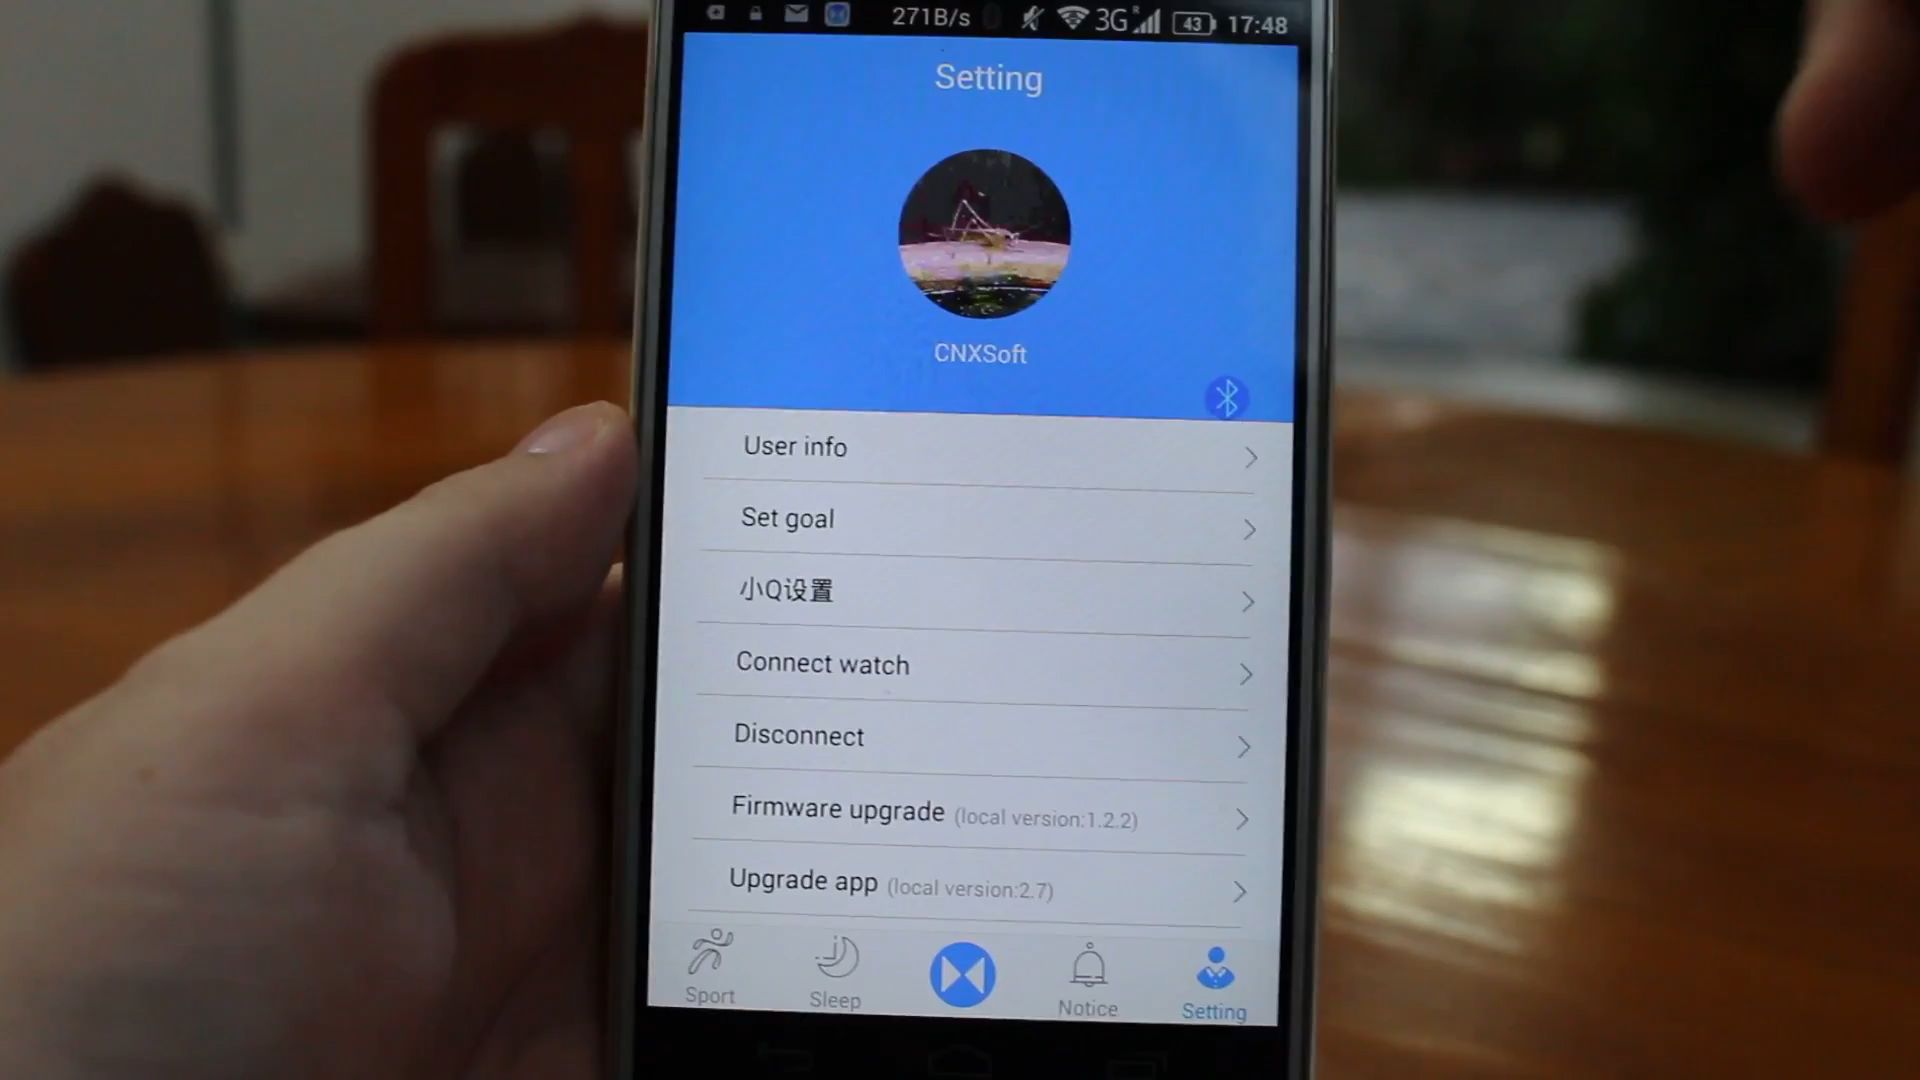 271B/s 3G R 43 17:48
Setting
CNXSoft
User info
Set goal
小Q设置
Connect watch
Disconnect
Firmware upgrade (local version:1.2.2)
Upgrade app (local version:2.7)
Sport Sleep Notice Setting